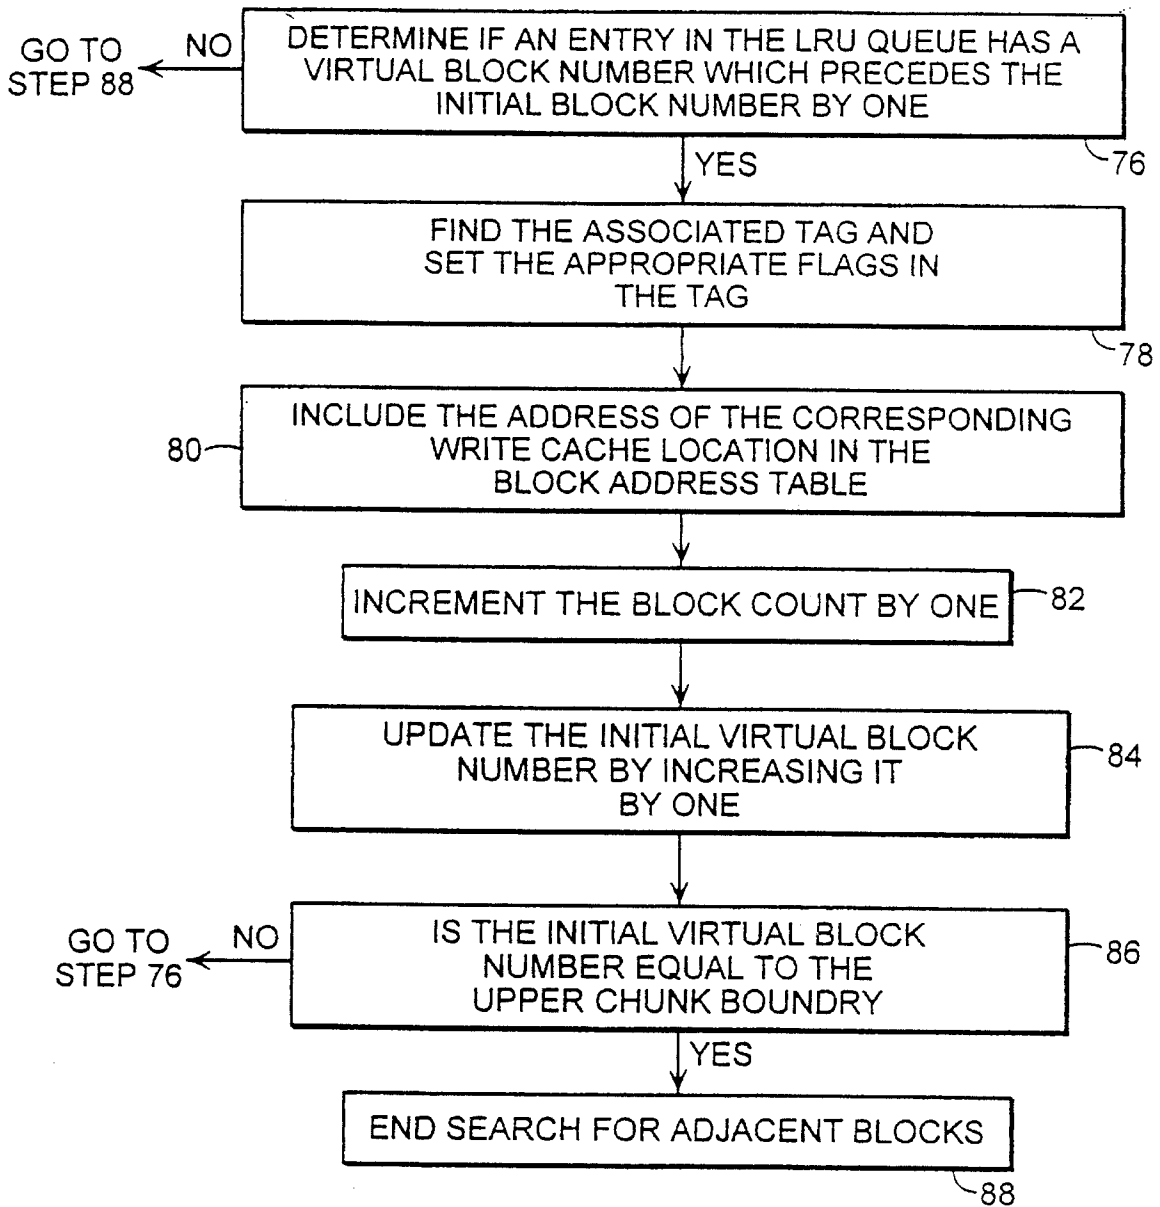 GO TO
STEP 88
NO
DETERMINE IF AN ENTRY IN THE LRU QUEUE HAS A
VIRTUAL BLOCK NUMBER WHICH PRECEDES THE
INITIAL BLOCK NUMBER BY ONE
76
YES
FIND THE ASSOCIATED TAG AND
SET THE APPROPRIATE FLAGS IN
THE TAG
78
80
INCLUDE THE ADDRESS OF THE CORRESPONDING
WRITE CACHE LOCATION IN THE
BLOCK ADDRESS TABLE
INCREMENT THE BLOCK COUNT BY ONE
82
UPDATE THE INITIAL VIRTUAL BLOCK
NUMBER BY INCREASING IT
BY ONE
84
GO TO
STEP 76
NO
IS THE INITIAL VIRTUAL BLOCK
NUMBER EQUAL TO THE
UPPER CHUNK BOUNDRY
86
YES
END SEARCH FOR ADJACENT BLOCKS
88